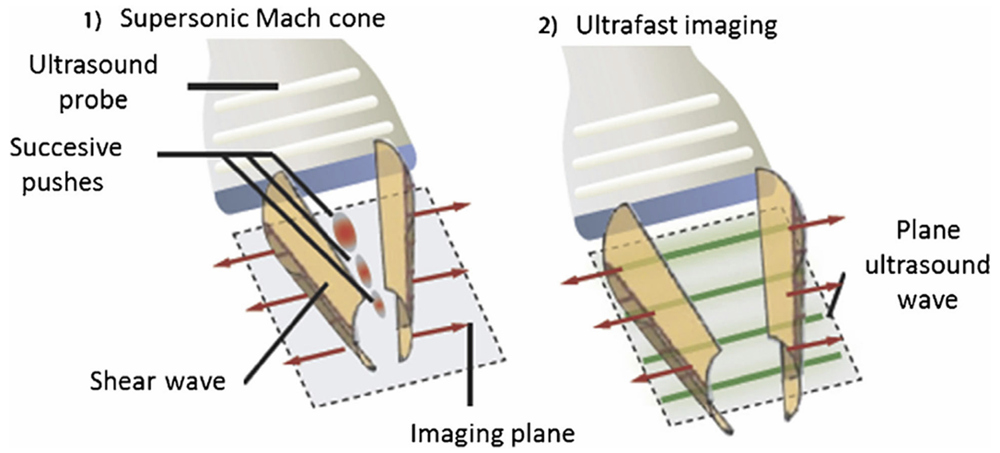 1) Supersonic Mach cone
Ultrasound
probe
Succesive
pushes
Shear wave
Imaging plane
2) Ultrafast imaging
Plane
ultrasound
wave